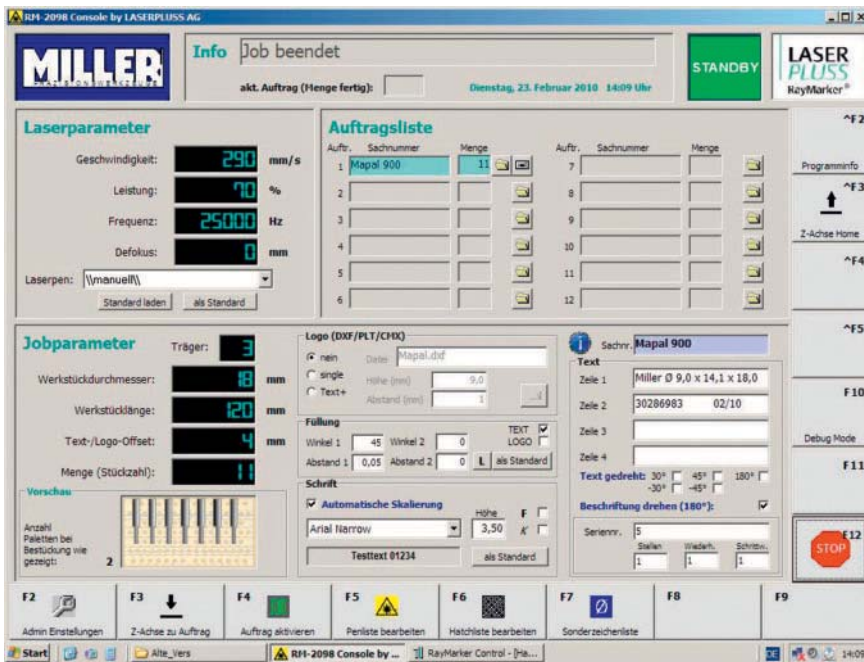 RM-2098 Console by LASERPLUSS AG
MILLER
PRÄZISIONSWERKZEUGE
Info Job beendet
akt. Auftrag (Menge fertig):
Dienstag, 23. Februar 2010 14:09 Uhr
STANDBY
LASER
PLUSS
RayMarker®
Laserparameter
Geschwindigkeit: 290 mm/s
Leistung: 70 %
Frequenz: 25000 Hz
Defokus: 0 mm
Laserpen: \\manuell\\
Standard laden als Standard
Auftragsliste
Auftr. Sachnummer Menge Auftr. Sachnummer Menge
1 Mapal 900 11 7
2 8
3 9
4 10
5 11
6 12
^F2
Programminfo
^F3
Z-Achse Home
^F4
^F5
F10
Debug Mode
F11
F12
STOP
Jobparameter Träger: 3
Werkstückdurchmesser: 18 mm
Werkstücklänge: 120 mm
Text-/Logo-Offset: 4 mm
Menge (Stückzahl): 11
Vorschau
Anzahl
Paletten bei
Bestückung wie
gezeigt: 2
Logo (DXF/PLT/CMX)
nein Datei Mapal.dxf
single Höhe (mm) 9,0
Text+ Abstand (mm) 1
...
Füllung
TEXT
Winkel 1 45 Winkel 2 0 LOGO
Abstand 1 0,05 Abstand 2 0 L als Standard
Schrift
Automatische Skalierung Höhe F
Arial Narrow 3,50 K
Testtext 01234 als Standard
Sachnr. Mapal 900
Text
Zeile 1 Miller Ø 9,0 x 14,1 x 18,0
Zeile 2 30286983 02/10
Zeile 3
Zeile 4
Text gedreht: 30° 45° 180°
-30° -45°
Beschriftung drehen (180°):
Seriennr. 5
Stellen Wiederh. Schrittw.
1 1 1
F2 F3 F4 F5 F6 F7 F8 F9
Admin Einstellungen Z-Achse zu Auftrag Auftrag aktivieren Penliste bearbeiten Hatchliste bearbeiten Sonderzeichenliste
Start Alte_Vers RM-2098 Console by ... RayMarker Control - [Ha... DE 14:09